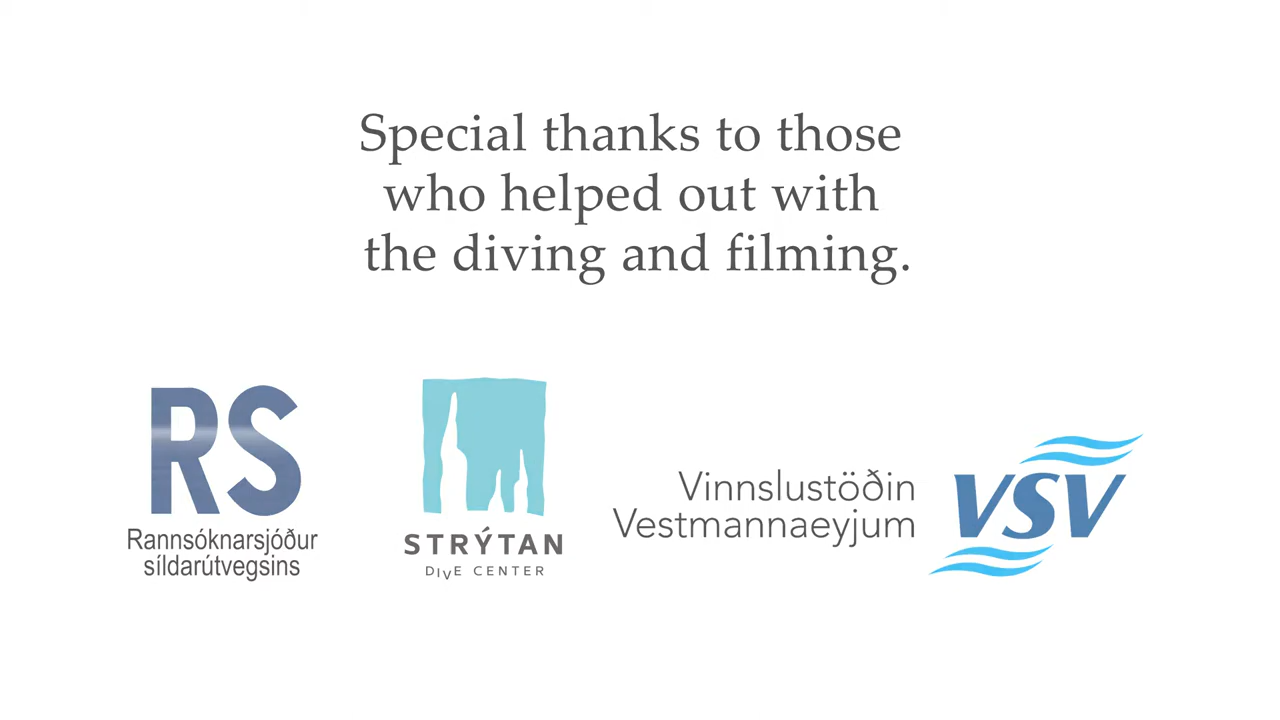 Special thanks to those
who helped out with
the diving and filming.
RS
Rannsóknarsjóður
síldarútvegsins
STRÝTAN
DIVE CENTER
Vinnslustöðin
Vestmannaeyjum
VSV